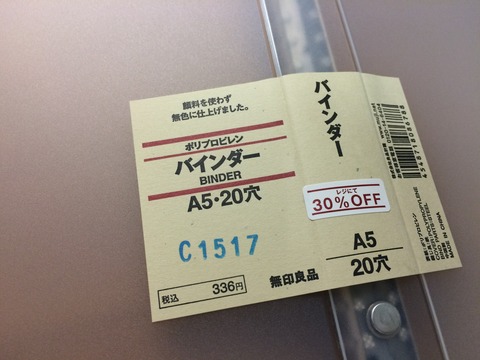 顔料を使わず
無色に仕上げました。
ポリプロピレン
バインダー
BINDER
A5・20穴
C1517
税込 336円
バインダー
レジにて
30%OFF
A5
20穴
無印良品
MADE IN CHINA